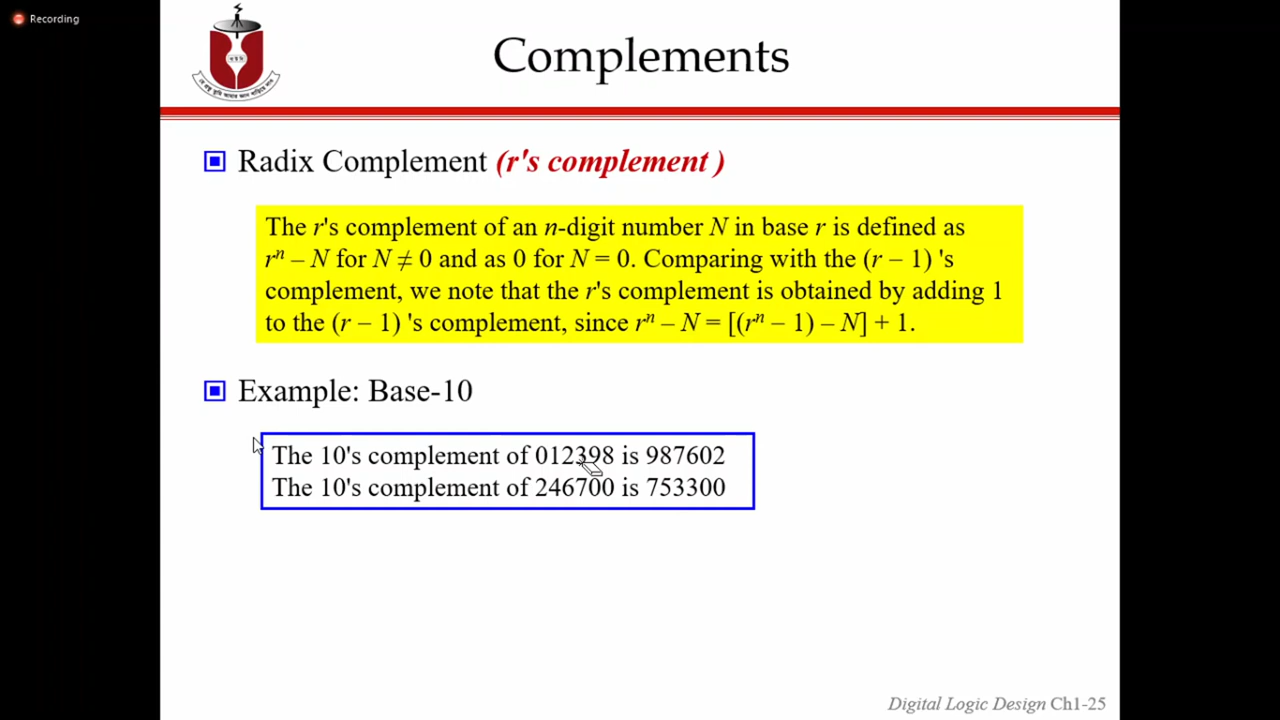 Recording
Complements
Radix Complement (r's complement )
The r's complement of an n-digit number N in base r is defined as
rⁿ – N for N ≠ 0 and as 0 for N = 0. Comparing with the (r – 1) 's
complement, we note that the r's complement is obtained by adding 1
to the (r – 1) 's complement, since rⁿ – N = [(rⁿ – 1) – N] + 1.
Example: Base-10
The 10's complement of 012398 is 987602
The 10's complement of 246700 is 753300
Digital Logic Design Ch1-25